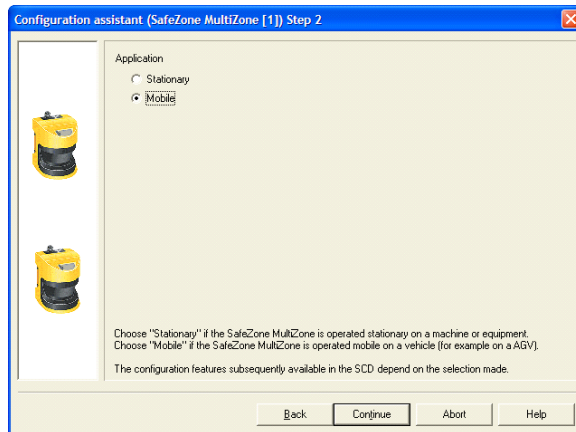 Configuration assistant (SafeZone MultiZone [1]) Step 2
Application
Stationary
Mobile
Choose "Stationary" if the SafeZone MultiZone is operated stationary on a machine or equipment.
Choose "Mobile" if the SafeZone MultiZone is operated mobile on a vehicle (for example on a AGV).
The configuration features subsequently available in the SCD depend on the selection made.
Back
Continue
Abort
Help